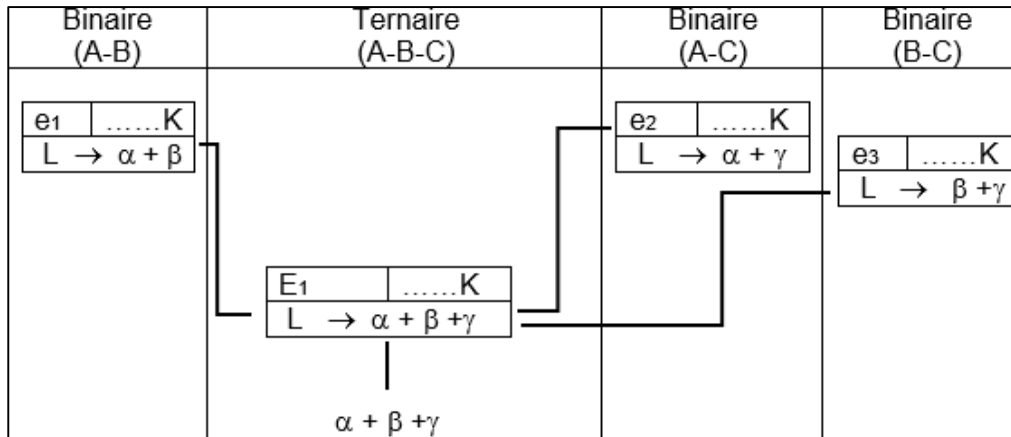 Binaire
(A-B)
Ternaire
(A-B-C)
Binaire
(A-C)
Binaire
(B-C)
e₁ ......K
L → α + β
e₂ ......K
L → α + γ
e₃ ......K
L → β +γ
E₁ ......K
L → α + β +γ
α + β +γ